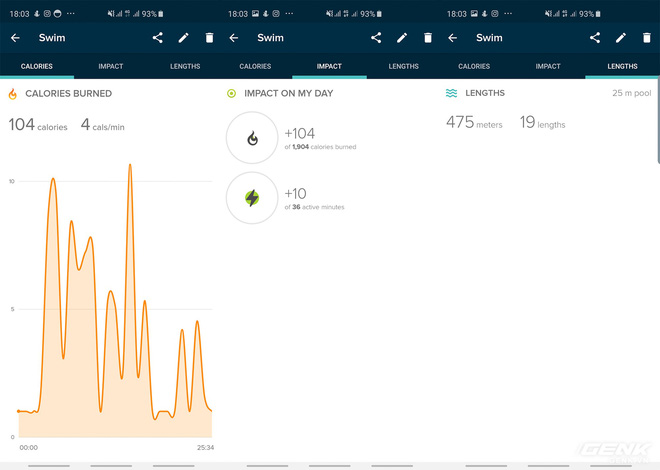 18:03 93%
Swim
CALORIES IMPACT LENGTHS
CALORIES BURNED
104 calories 4 cals/min
10
5
0
00:00 25:34
18:03 93%
Swim
CALORIES IMPACT LENGTHS
IMPACT ON MY DAY
+104
of 1,904 calories burned
+10
of 36 active minutes
18:03 93%
Swim
CALORIES IMPACT LENGTHS
LENGTHS 25 m pool
475 meters 19 lengths
GENK